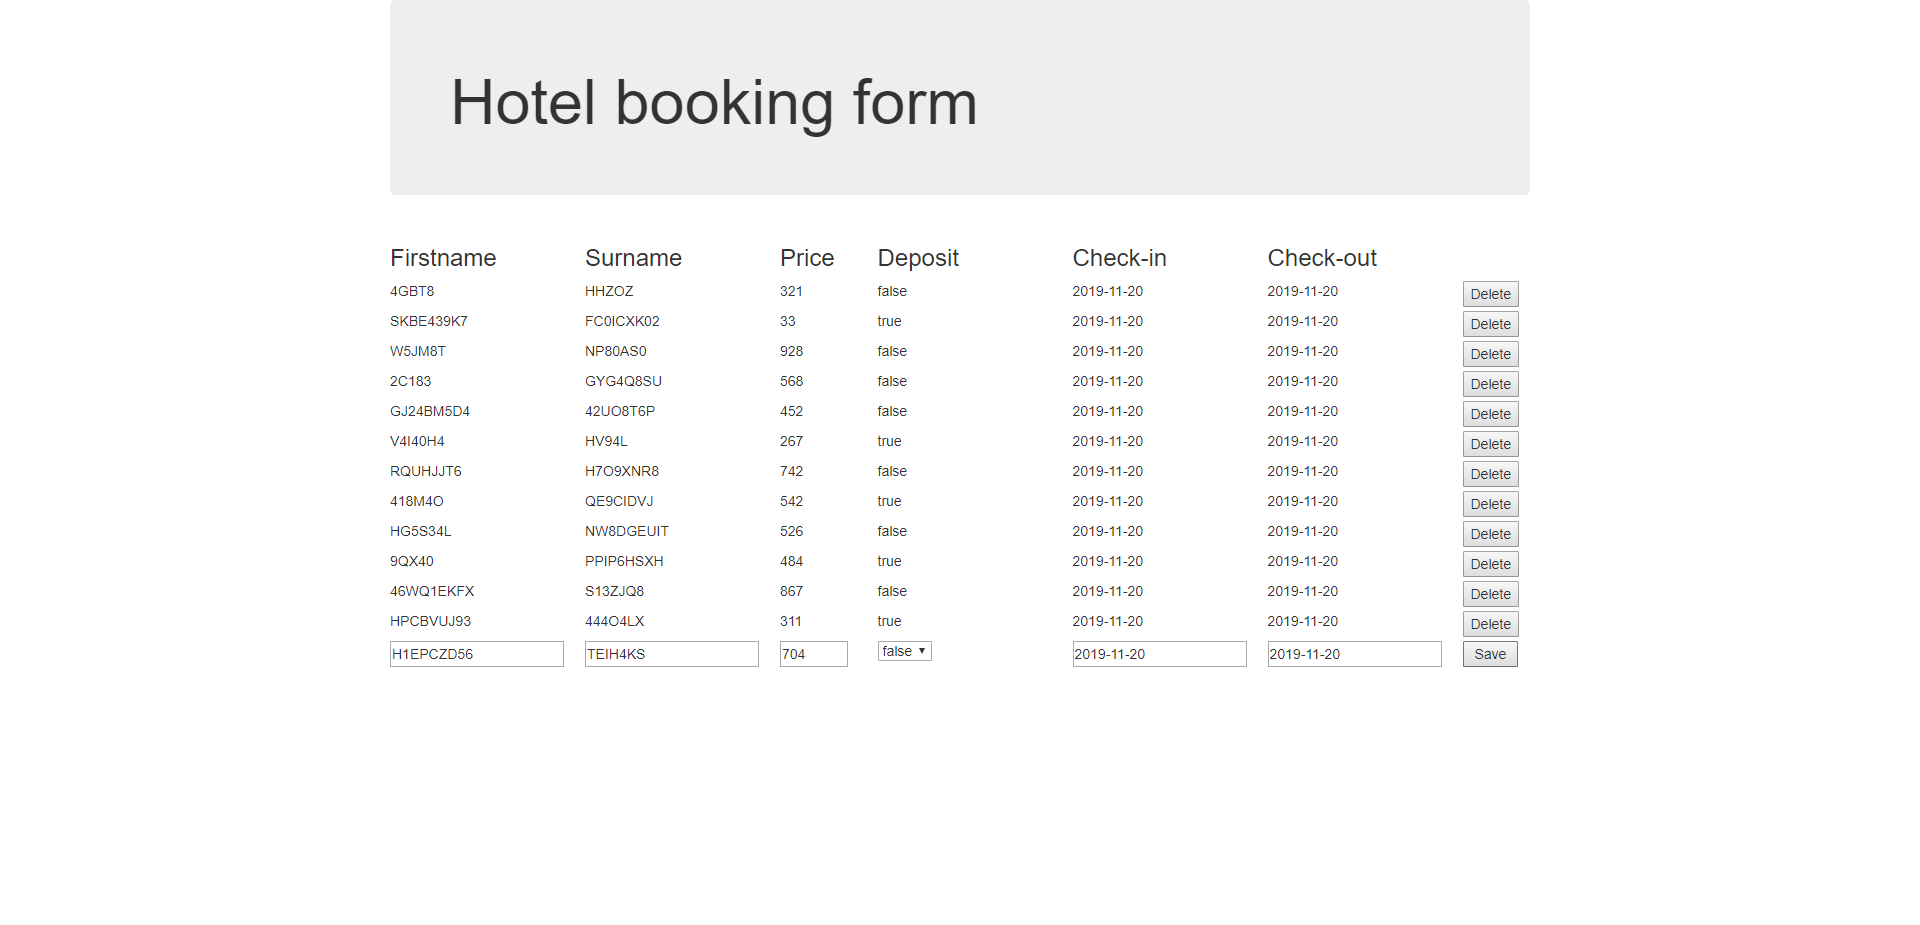 Hotel booking form
Firstname Surname Price Deposit Check-in Check-out
4GBT8 HHZOZ 321 false 2019-11-20 2019-11-20 Delete
SKBE439K7 FC0ICXK02 33 true 2019-11-20 2019-11-20 Delete
W5JM8T NP80AS0 928 false 2019-11-20 2019-11-20 Delete
2C183 GYG4Q8SU 568 false 2019-11-20 2019-11-20 Delete
GJ24BM5D4 42UO8T6P 452 false 2019-11-20 2019-11-20 Delete
V4I40H4 HV94L 267 true 2019-11-20 2019-11-20 Delete
RQUHJJT6 H7O9XNR8 742 false 2019-11-20 2019-11-20 Delete
418M4O QE9CIDVJ 542 true 2019-11-20 2019-11-20 Delete
HG5S34L NW8DGEUIT 526 false 2019-11-20 2019-11-20 Delete
9QX40 PPIP6HSXH 484 true 2019-11-20 2019-11-20 Delete
46WQ1EKFX S13ZJQ8 867 false 2019-11-20 2019-11-20 Delete
HPCBVUJ93 444O4LX 311 true 2019-11-20 2019-11-20 Delete
H1EPCZD56 TEIH4KS 704 false 2019-11-20 2019-11-20 Save